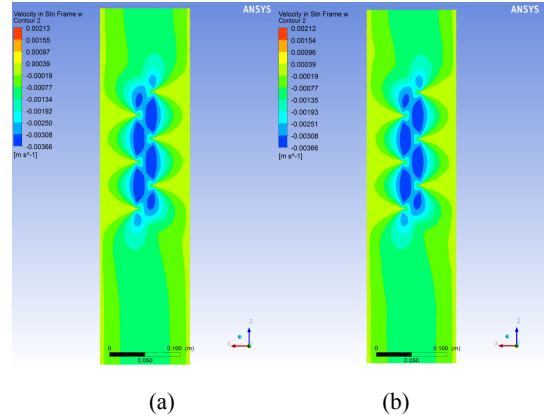 Velocity in Stn Frame w
Contour 2
0.00213
0.00155
0.00097
0.00039
-0.00019
-0.00077
-0.00134
-0.00192
-0.00250
-0.00308
-0.00366
[m s^-1]
ANSYS
0 0.100 (m)
0.050
Z
X
(a)
Velocity in Stn Frame w
Contour 2
0.00212
0.00154
0.00096
0.00039
-0.00019
-0.00077
-0.00135
-0.00192
-0.00251
-0.00308
-0.00366
[m s^-1]
ANSYS
0 0.100 (m)
0.050
Z
X
(b)